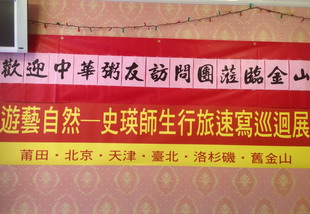 歡迎中華粥友訪問團蒞臨金山
遊藝自然—史瑛師生行旅速寫巡迴展
莆田·北京·天津·臺北·洛杉磯·舊金山